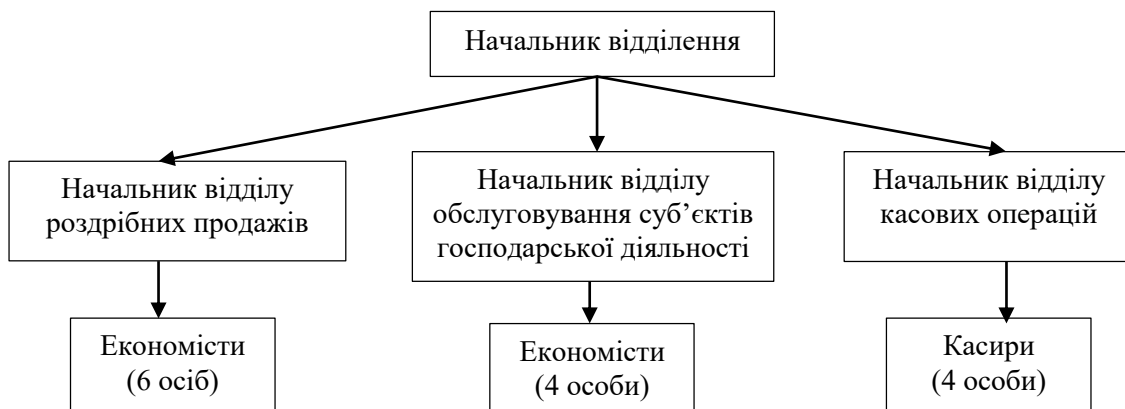 Начальник відділення
Начальник відділу
роздрібних продажів
Начальник відділу
обслуговування суб’єктів
господарської діяльності
Начальник відділу
касових операцій
Економісти
(6 осіб)
Економісти
(4 особи)
Касири
(4 особи)